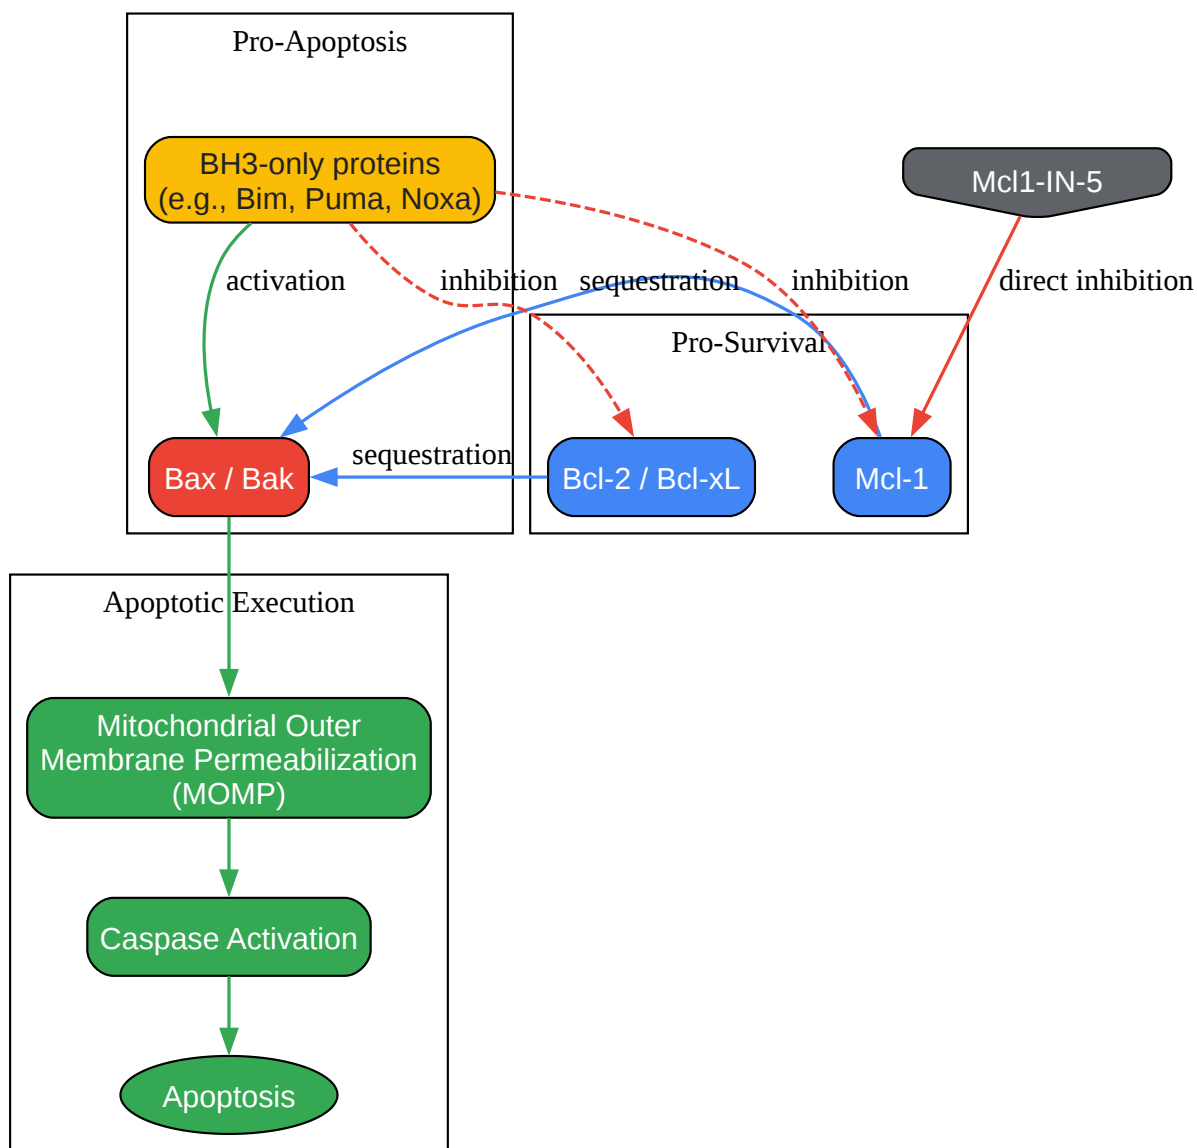 Pro-Apoptosis
BH3-only proteins
(e.g., Bim, Puma, Noxa)
Mcl1-IN-5
activation
inhibition
sequestration
inhibition
direct inhibition
Pro-Survival
sequestration
Bax / Bak
Bcl-2 / Bcl-xL
Mcl-1
Apoptotic Execution
Mitochondrial Outer
Membrane Permeabilization
(MOMP)
Caspase Activation
Apoptosis